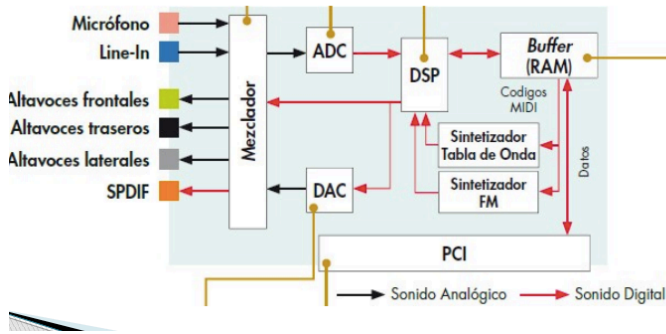 Micrófono
Line-In
Altavoces frontales
Altavoces traseros
Altavoces laterales
SPDIF
Mezclador
ADC
DAC
DSP
Buffer
(RAM)
Codigos
MIDI
Sintetizador
Tabla de Onda
Sintetizador
FM
Datos
PCI
Sonido Analógico
Sonido Digital